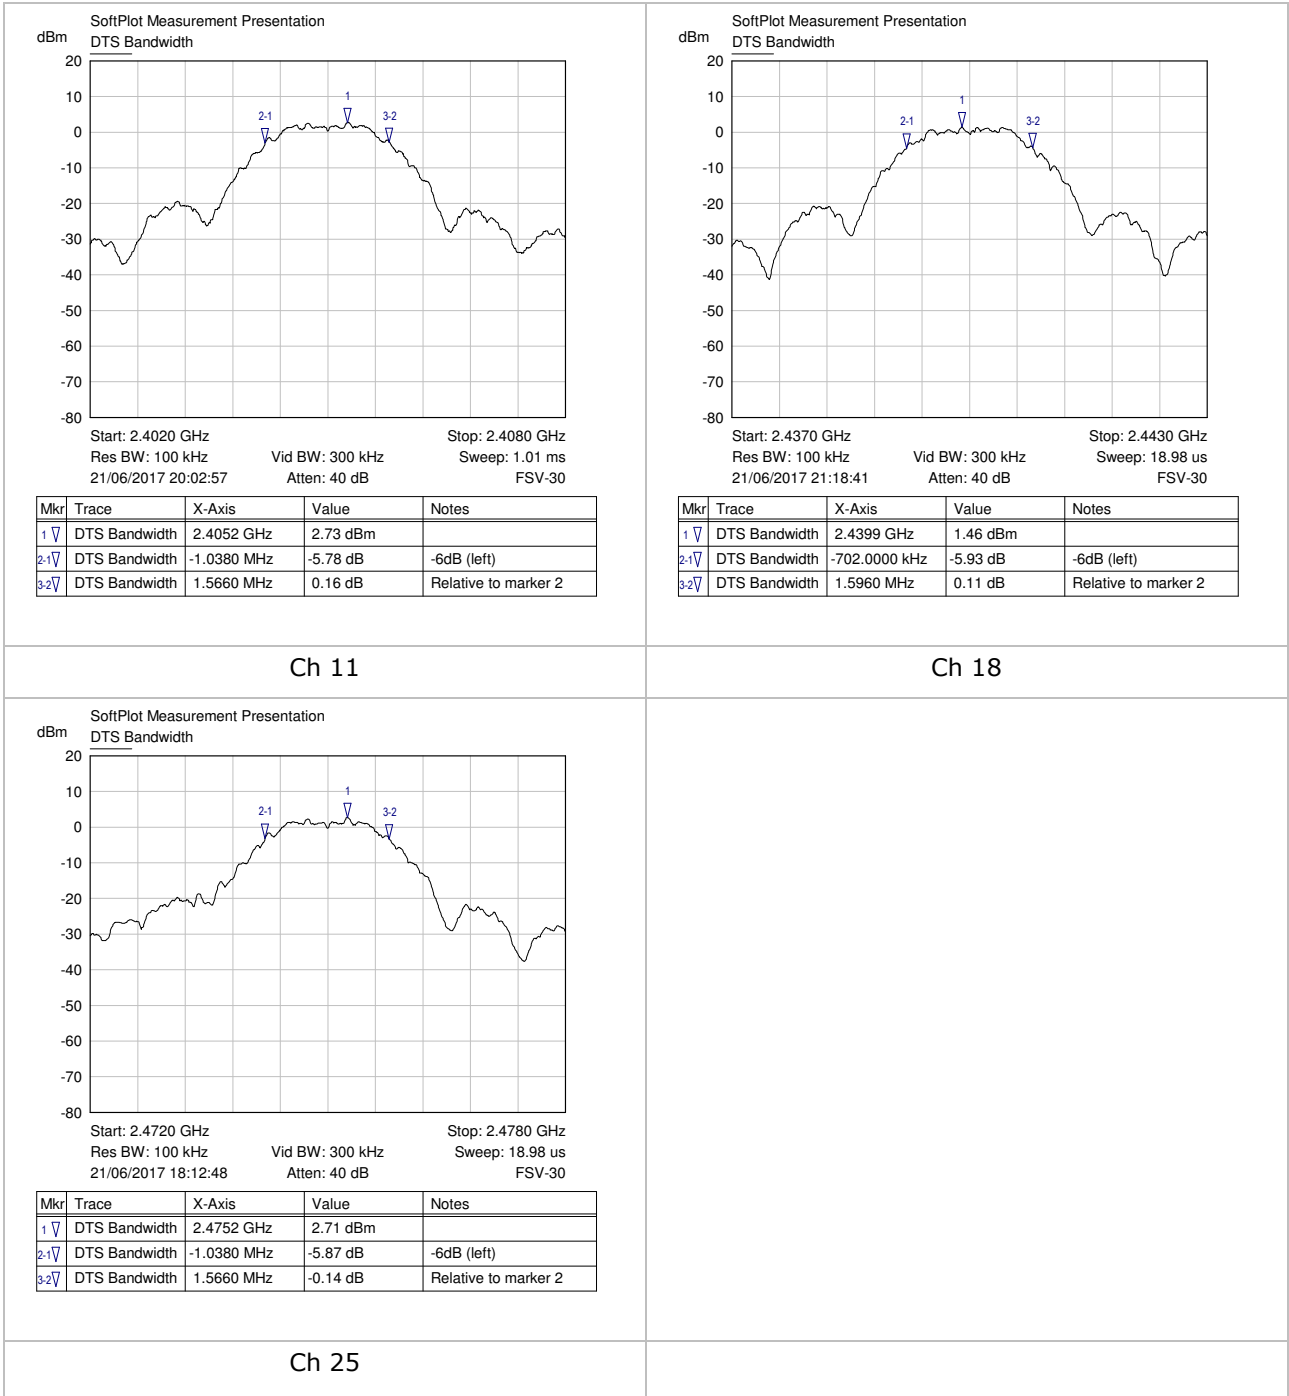 SoftPlot Measurement Presentation
dBm
DTS Bandwidth
20
10
0
-10
-20
-30
-40
-50
-60
-70
-80
2-1
1
3-2
Start: 2.4020 GHz Stop: 2.4080 GHz
Res BW: 100 kHz Vid BW: 300 kHz Sweep: 1.01 ms
21/06/2017 20:02:57 Atten: 40 dB FSV-30
Mkr Trace X-Axis Value Notes
1 DTS Bandwidth 2.4052 GHz 2.73 dBm
2-1 DTS Bandwidth -1.0380 MHz -5.78 dB -6dB (left)
3-2 DTS Bandwidth 1.5660 MHz 0.16 dB Relative to marker 2
Ch 11
SoftPlot Measurement Presentation
dBm
DTS Bandwidth
20
10
0
-10
-20
-30
-40
-50
-60
-70
-80
2-1
1
3-2
Start: 2.4370 GHz Stop: 2.4430 GHz
Res BW: 100 kHz Vid BW: 300 kHz Sweep: 18.98 us
21/06/2017 21:18:41 Atten: 40 dB FSV-30
Mkr Trace X-Axis Value Notes
1 DTS Bandwidth 2.4399 GHz 1.46 dBm
2-1 DTS Bandwidth -702.0000 kHz -5.93 dB -6dB (left)
3-2 DTS Bandwidth 1.5960 MHz 0.11 dB Relative to marker 2
Ch 18
SoftPlot Measurement Presentation
dBm
DTS Bandwidth
20
10
0
-10
-20
-30
-40
-50
-60
-70
-80
2-1
1
3-2
Start: 2.4720 GHz Stop: 2.4780 GHz
Res BW: 100 kHz Vid BW: 300 kHz Sweep: 18.98 us
21/06/2017 18:12:48 Atten: 40 dB FSV-30
Mkr Trace X-Axis Value Notes
1 DTS Bandwidth 2.4752 GHz 2.71 dBm
2-1 DTS Bandwidth -1.0380 MHz -5.87 dB -6dB (left)
3-2 DTS Bandwidth 1.5660 MHz -0.14 dB Relative to marker 2
Ch 25